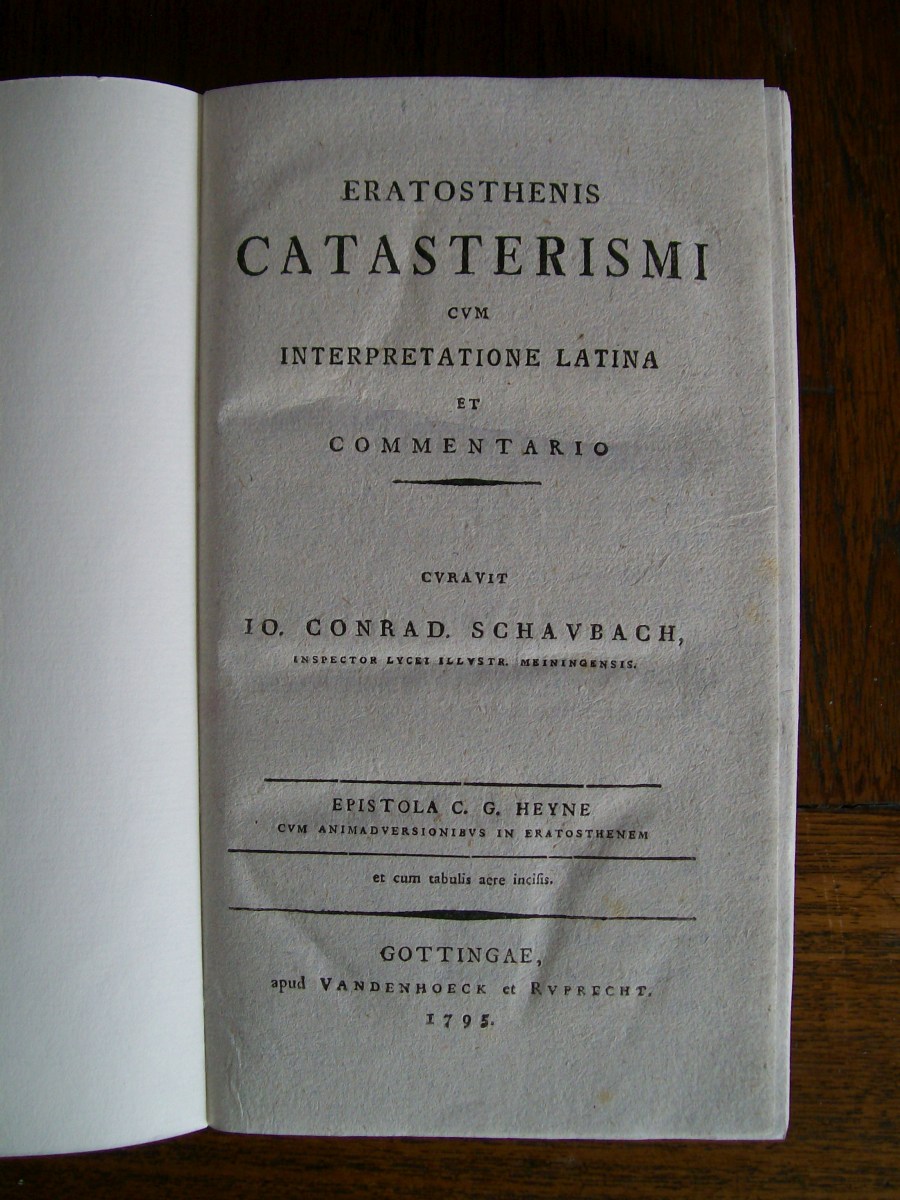 ERATOSTHENIS
CATASTERISMI
CVM
INTERPRETATIONE LATINA
ET
COMMENTARIO
CVRAVIT
IO. CONRAD. SCHAVBACH,
INSPECTOR LYCEI ILLVSTR. MEININGENSIS.
EPISTOLA C. G. HEYNE
CVM ANIMADVERSIONIBVS IN ERATOSTHENEM
et cum tabulis aere incisis.
GOTTINGAE,
apud VANDENHOECK et RVPRECHT.
1795.